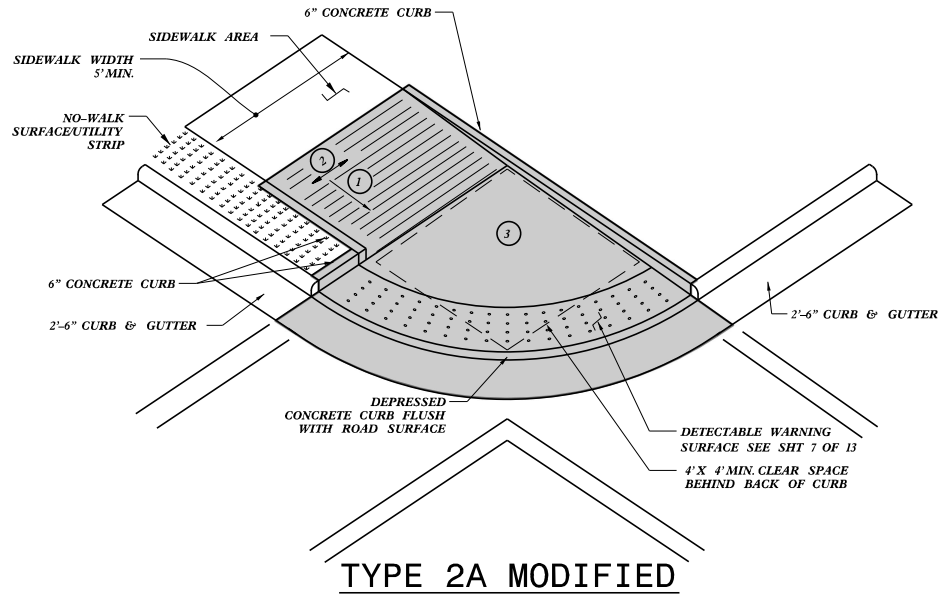 6" CONCRETE CURB
SIDEWALK AREA
SIDEWALK WIDTH
5' MIN.
NO-WALK
SURFACE/UTILITY
STRIP
2
1
3
6" CONCRETE CURB
2'-6" CURB & GUTTER
2'-6" CURB & GUTTER
DEPRESSED
CONCRETE CURB FLUSH
WITH ROAD SURFACE
DETECTABLE WARNING
SURFACE SEE SHT 7 OF 13
4' X 4' MIN. CLEAR SPACE
BEHIND BACK OF CURB
TYPE 2A MODIFIED